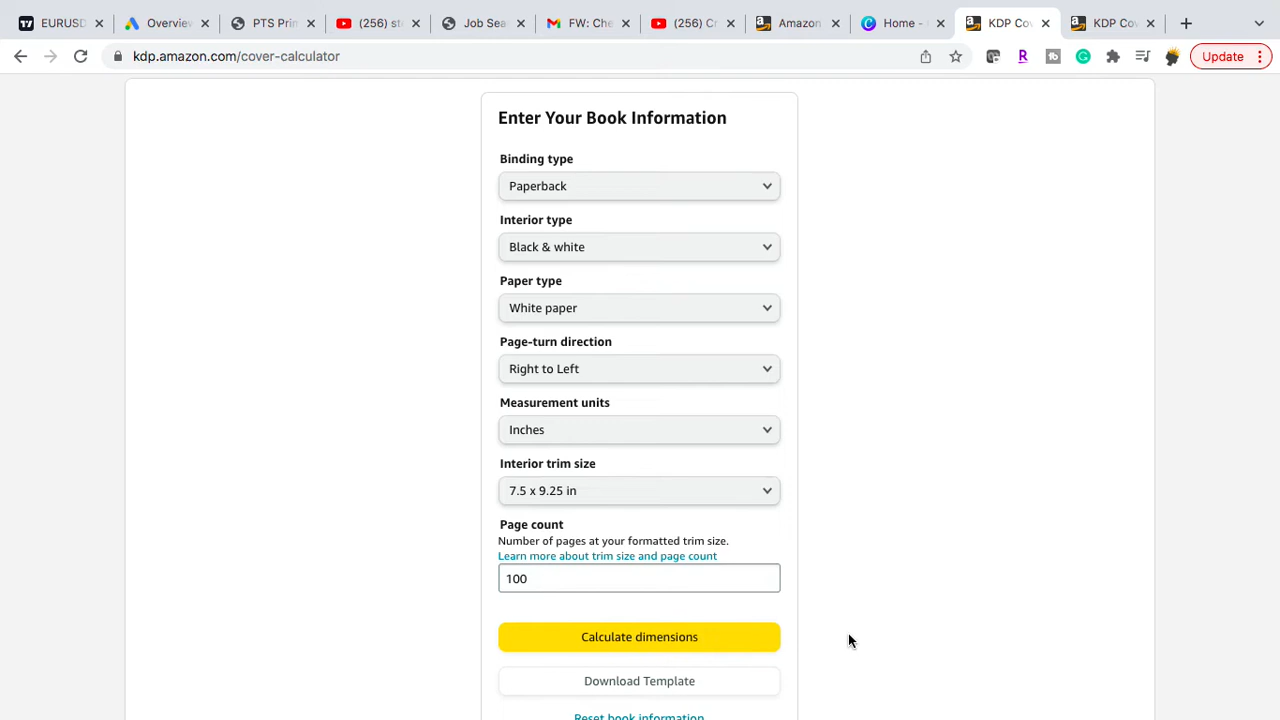 EURUSD
Overview
PTS Prin
(256) st
Job Sea
FW: Che
(256) Cr
Amazon
Home -
KDP Cov
KDP Cov
kdp.amazon.com/cover-calculator
Update
Enter Your Book Information
Binding type
Paperback
Interior type
Black & white
Paper type
White paper
Page-turn direction
Right to Left
Measurement units
Inches
Interior trim size
7.5 x 9.25 in
Page count
Number of pages at your formatted trim size.
Learn more about trim size and page count
100
Calculate dimensions
Download Template
Reset book information